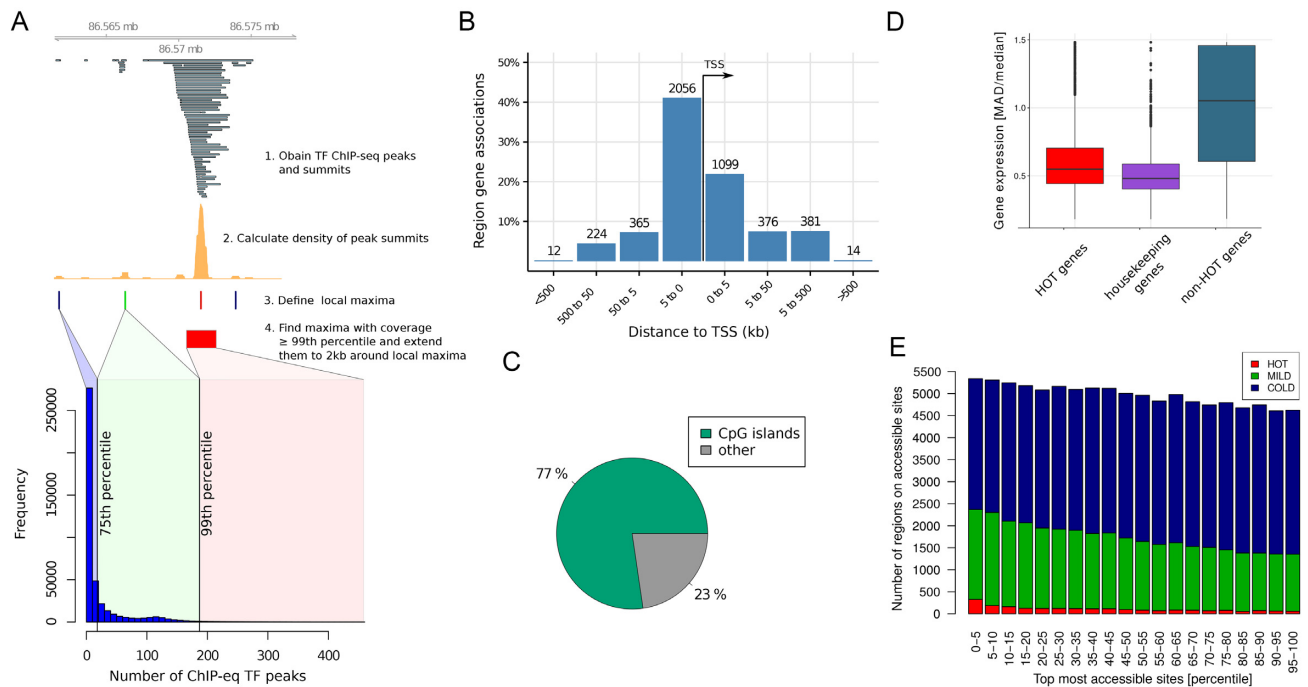 A
86.565 mb
86.575 mb
86.57 mb
1. Obain TF ChIP-seq peaks
and summits
2. Calculate density of peak summits
3. Define local maxima
4. Find maxima with coverage
≥ 99th percentile and extend
them to 2kb around local maxima
Frequency
250000
150000
50000
0
75th percentile
99th percentile
0 100 200 300 400
Number of ChIP-eq TF peaks
B
Region gene associations
50%
40%
30%
20%
10%
TSS
12
224
365
2056
1099
376
381
14
<500
500 to 50
50 to 5
5 to 0
0 to 5
5 to 50
5 to 500
>500
Distance to TSS (kb)
C
CpG islands
other
77 %
23 %
D
Gene expression [MAD/median]
1.5
1.0
0.5
HOT genes
housekeeping
genes
non-HOT genes
E
HOT
MILD
COLD
Number of regions on accessible sites
5500
5000
4500
4000
3500
3000
2500
2000
1500
1000
500
0
0–5
5–10
10–15
15–20
20–25
25–30
30–35
35–40
40–45
45–50
50–55
55–60
60–65
65–70
70–75
75–80
80–85
85–90
90–95
95–100
Top most accessible sites [percentile]